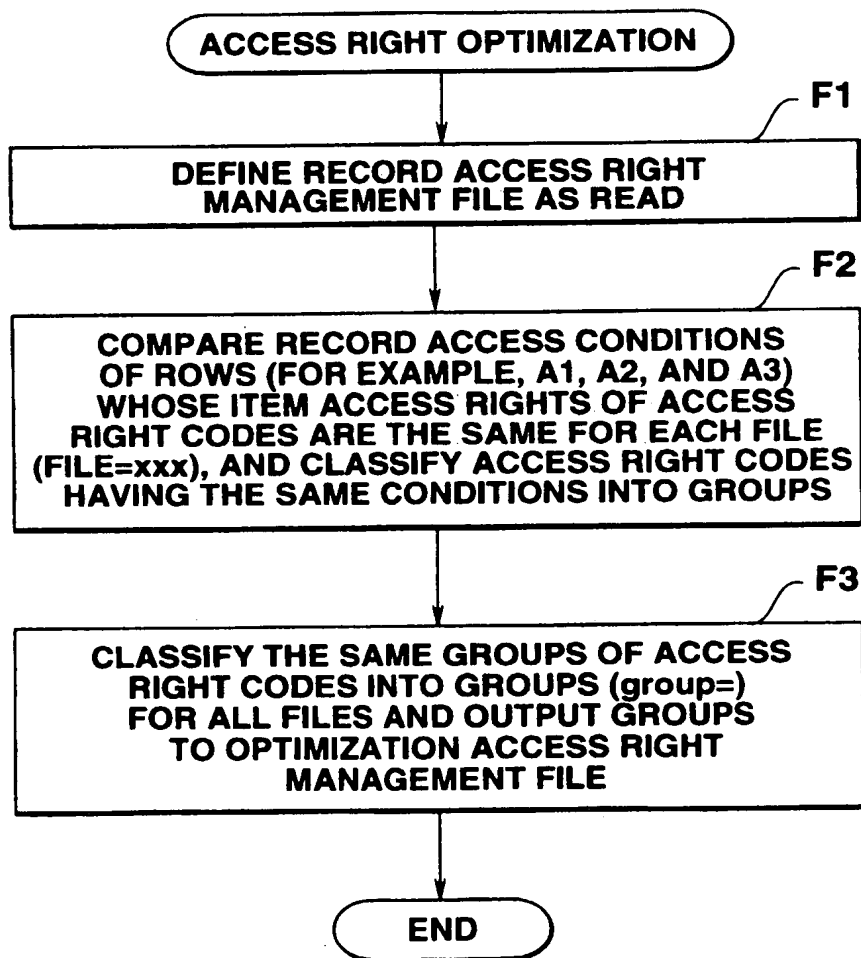 ACCESS RIGHT OPTIMIZATION
F1
DEFINE RECORD ACCESS RIGHT
MANAGEMENT FILE AS READ
F2
COMPARE RECORD ACCESS CONDITIONS
OF ROWS (FOR EXAMPLE, A1, A2, AND A3)
WHOSE ITEM ACCESS RIGHTS OF ACCESS
RIGHT CODES ARE THE SAME FOR EACH FILE
(FILE=xxx), AND CLASSIFY ACCESS RIGHT CODES
HAVING THE SAME CONDITIONS INTO GROUPS
F3
CLASSIFY THE SAME GROUPS OF ACCESS
RIGHT CODES INTO GROUPS (group=)
FOR ALL FILES AND OUTPUT GROUPS
TO OPTIMIZATION ACCESS RIGHT
MANAGEMENT FILE
END